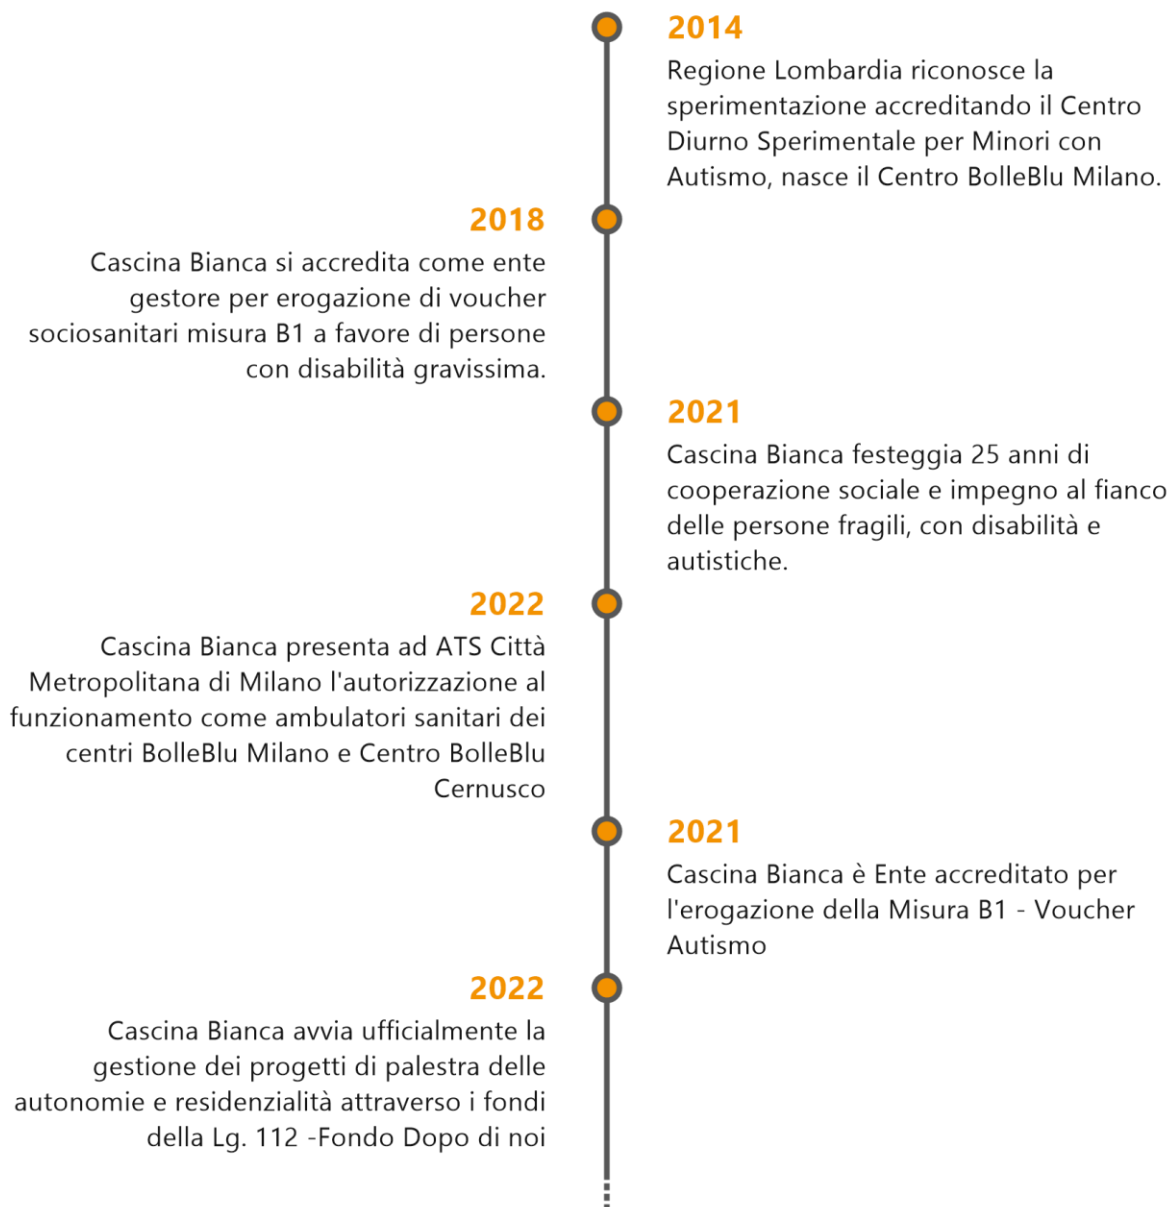 2014
Regione Lombardia riconosce la
sperimentazione accreditando il Centro
Diurno Sperimentale per Minori con
Autismo, nasce il Centro BolleBlu Milano.
2018
Cascina Bianca si accredita come ente
gestore per erogazione di voucher
sociosanitari misura B1 a favore di persone
con disabilità gravissima.
2021
Cascina Bianca festeggia 25 anni di
cooperazione sociale e impegno al fianco
delle persone fragili, con disabilità e
autistiche.
2022
Cascina Bianca presenta ad ATS Città
Metropolitana di Milano l'autorizzazione al
funzionamento come ambulatori sanitari dei
centri BolleBlu Milano e Centro BolleBlu
Cernusco
2021
Cascina Bianca è Ente accreditato per
l'erogazione della Misura B1 - Voucher
Autismo
2022
Cascina Bianca avvia ufficialmente la
gestione dei progetti di palestra delle
autonomie e residenzialità attraverso i fondi
della Lg. 112 -Fondo Dopo di noi